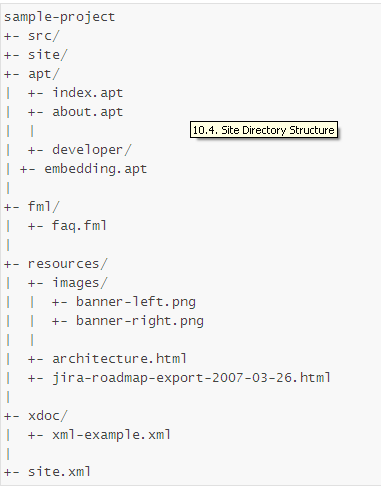 sample-project
+- src/
+- site/
+- apt/
|  +- index.apt
|  +- about.apt
|  |
10.4. Site Directory Structure
|  +- developer/
| +- embedding.apt
|
+- fml/
|  +- faq.fml
|
+- resources/
|  +- images/
|  |  +- banner-left.png
|  |  +- banner-right.png
|  |
|  +- architecture.html
|  +- jira-roadmap-export-2007-03-26.html
|
+- xdoc/
|  +- xml-example.xml
|
+- site.xml